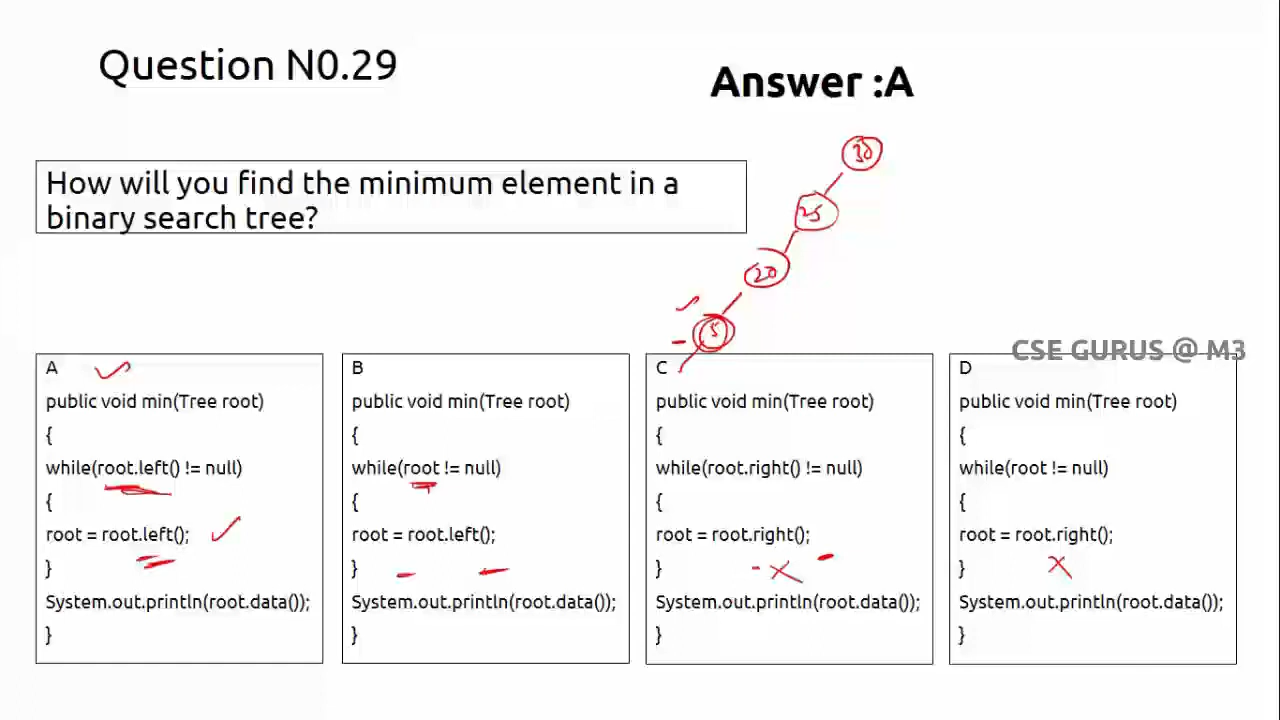 Question N0.29
Answer :A
How will you find the minimum element in a
binary search tree?
30
25
20
5
CSE GURUS @ M3
A
public void min(Tree root)
{
while(root.left() != null)
{
root = root.left();
}
System.out.println(root.data());
}
B
public void min(Tree root)
{
while(root != null)
{
root = root.left();
}
System.out.println(root.data());
}
C
public void min(Tree root)
{
while(root.right() != null)
{
root = root.right();
}
System.out.println(root.data());
}
D
public void min(Tree root)
{
while(root != null)
{
root = root.right();
}
System.out.println(root.data());
}